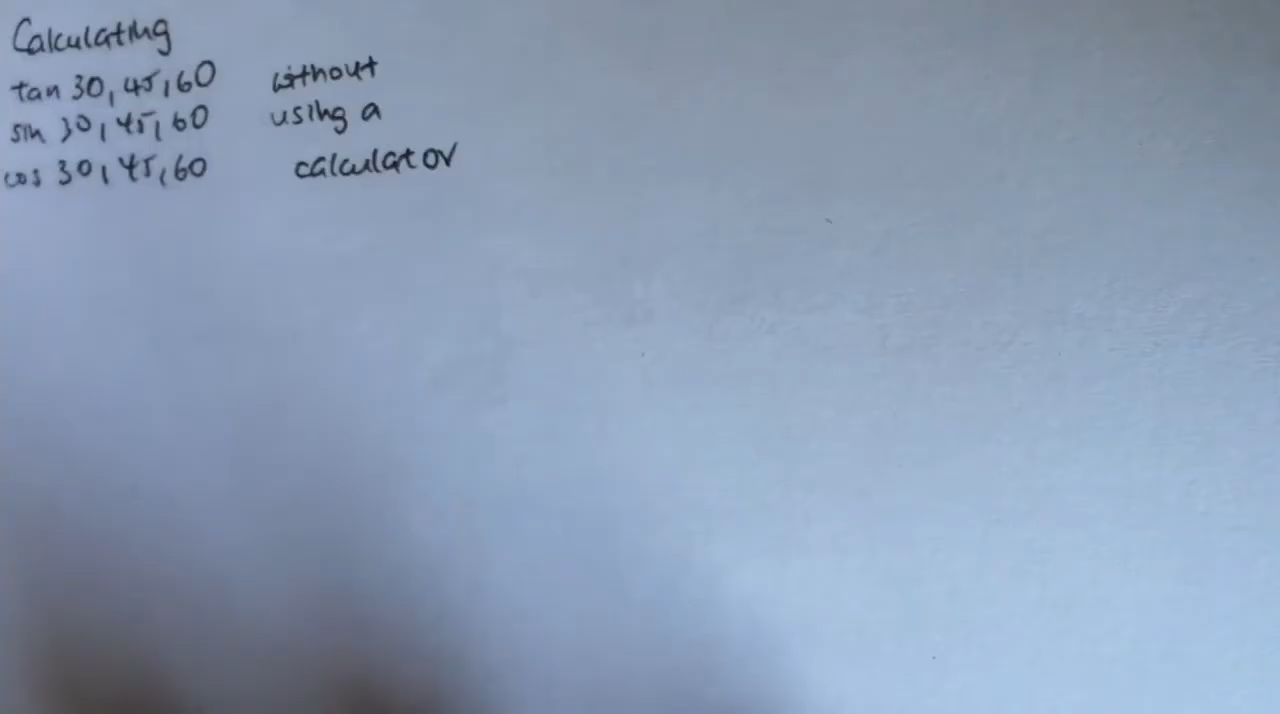 Calculating
tan 30, 45, 60 without
sin 30, 45, 60 using a
cos 30, 45, 60 calculator